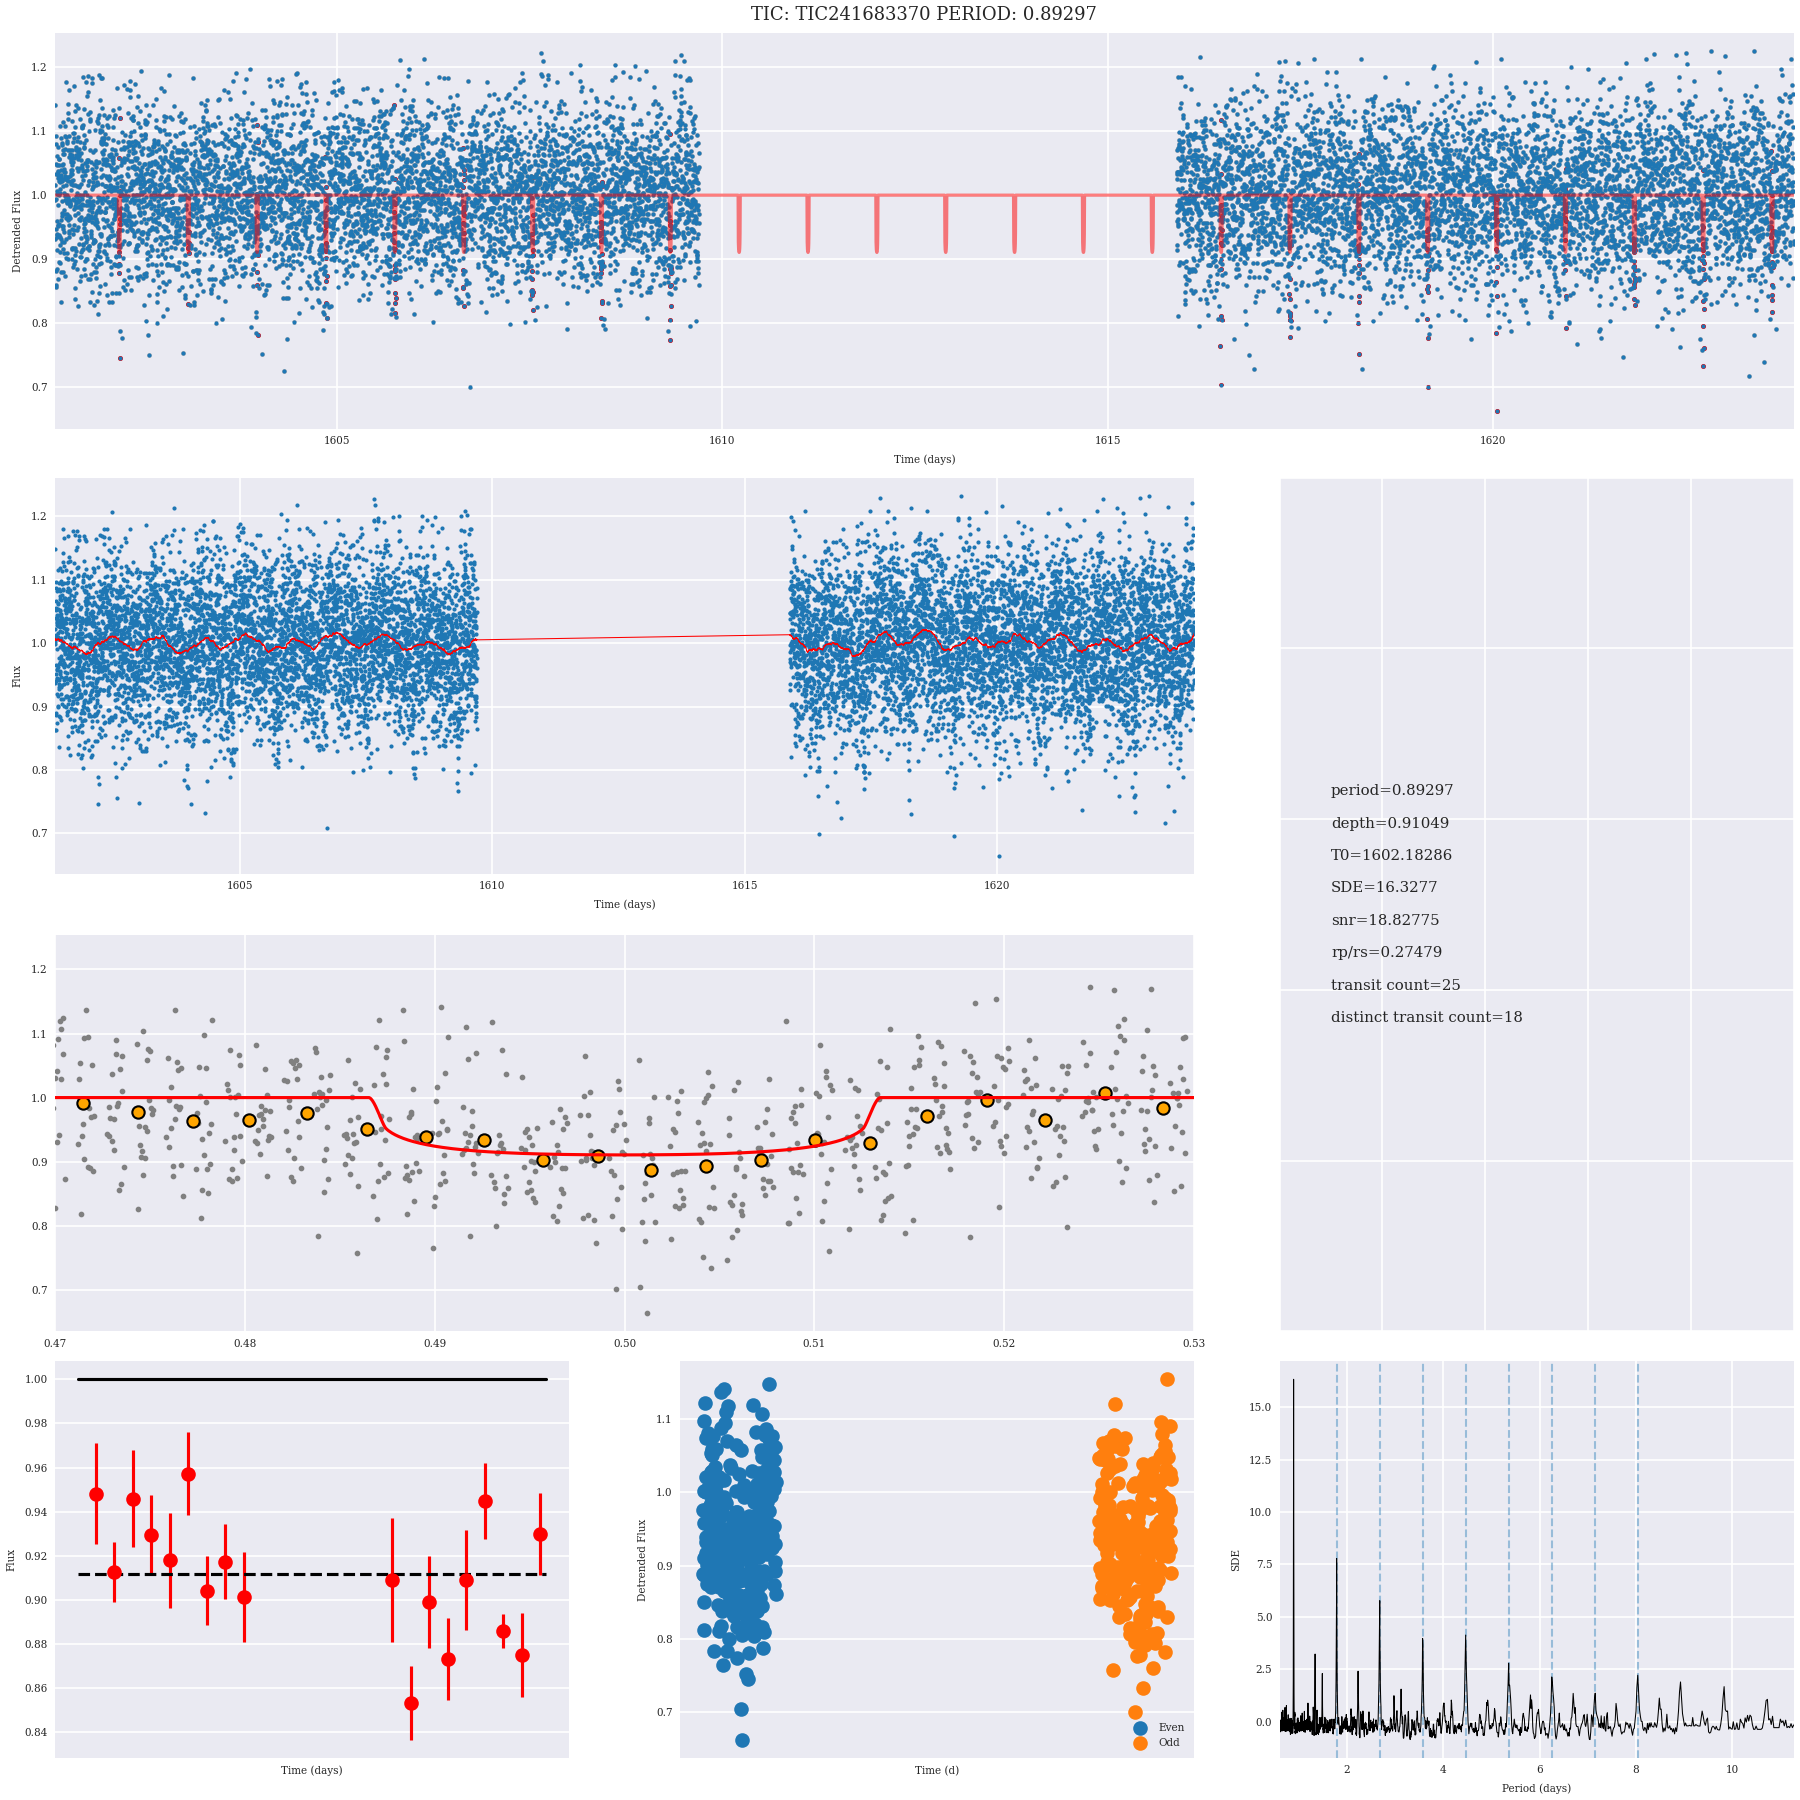 TIC: TIC241683370 PERIOD: 0.89297
1.2
1.1
1.0
0.9
0.8
0.7
Detrended Flux
1605
1610
1615
1620
Time (days)
1.2
1.1
1.0
0.9
0.8
0.7
Flux
1605
1610
1615
1620
Time (days)
period=0.89297
depth=0.91049
T0=1602.18286
SDE=16.3277
snr=18.82775
rp/rs=0.27479
transit count=25
distinct transit count=18
1.2
1.1
1.0
0.9
0.8
0.7
0.47
0.48
0.49
0.50
0.51
0.52
0.53
1.00
0.98
0.96
0.94
0.92
0.90
0.88
0.86
0.84
Flux
Time (days)
1.1
1.0
0.9
0.8
0.7
Detrended Flux
Even
Odd
Time (d)
15.0
12.5
10.0
7.5
5.0
2.5
0.0
SDE
2
4
6
8
10
Period (days)